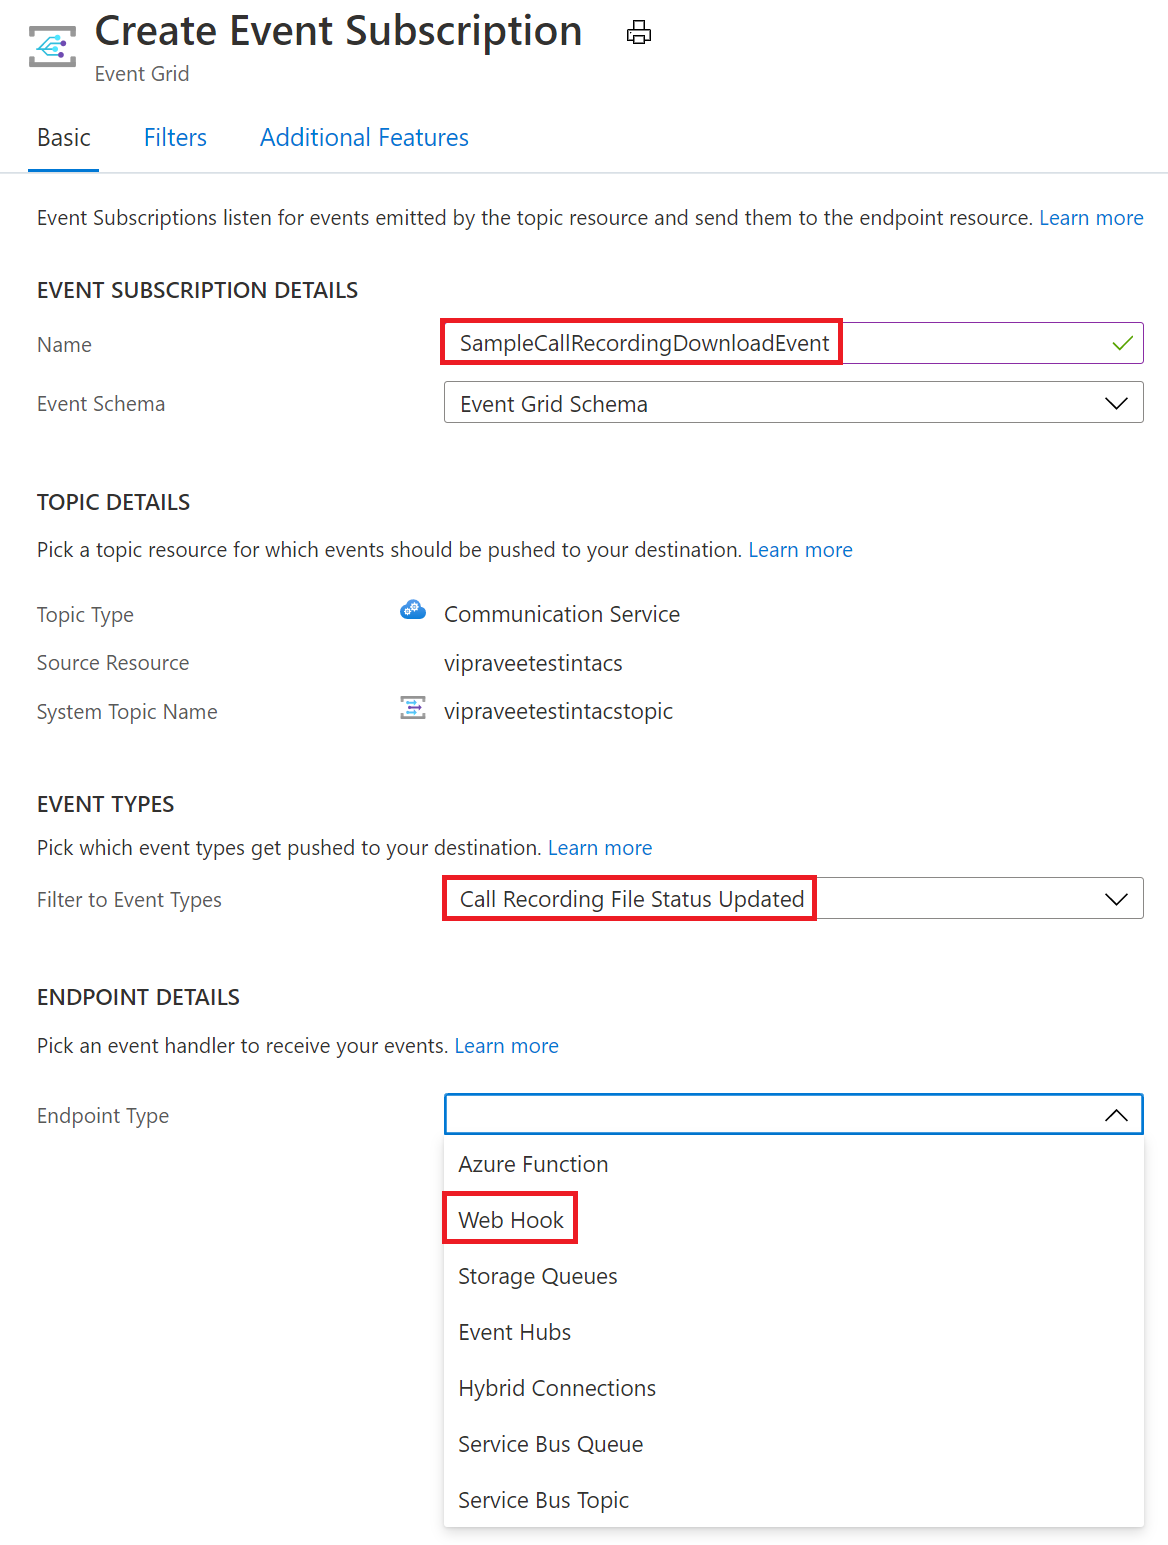 Create Event Subscription
Event Grid
Basic Filters Additional Features
Event Subscriptions listen for events emitted by the topic resource and send them to the endpoint resource. Learn more
EVENT SUBSCRIPTION DETAILS
Name SampleCallRecordingDownloadEvent
Event Schema Event Grid Schema
TOPIC DETAILS
Pick a topic resource for which events should be pushed to your destination. Learn more
Topic Type Communication Service
Source Resource vipraveetestintacs
System Topic Name vipraveetestintacstopic
EVENT TYPES
Pick which event types get pushed to your destination. Learn more
Filter to Event Types Call Recording File Status Updated
ENDPOINT DETAILS
Pick an event handler to receive your events. Learn more
Endpoint Type
Azure Function
Web Hook
Storage Queues
Event Hubs
Hybrid Connections
Service Bus Queue
Service Bus Topic